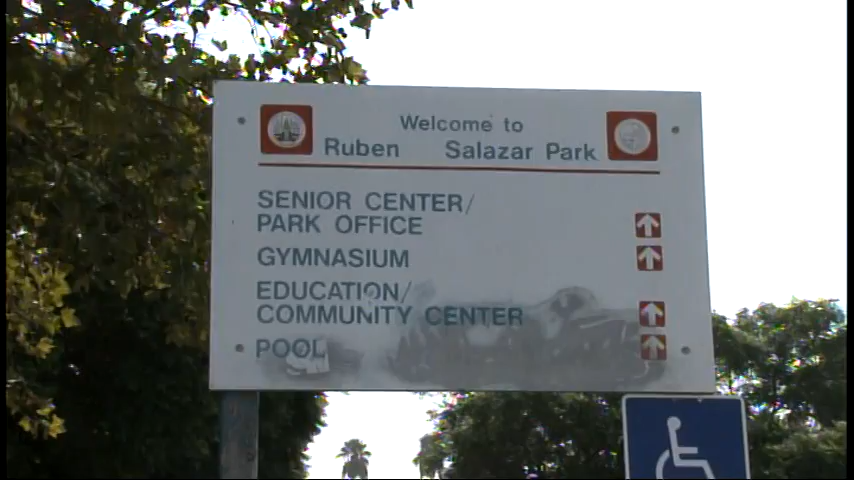 Welcome to
Ruben Salazar Park
SENIOR CENTER/
PARK OFFICE
GYMNASIUM
EDUCATION/
COMMUNITY CENTER
POOL